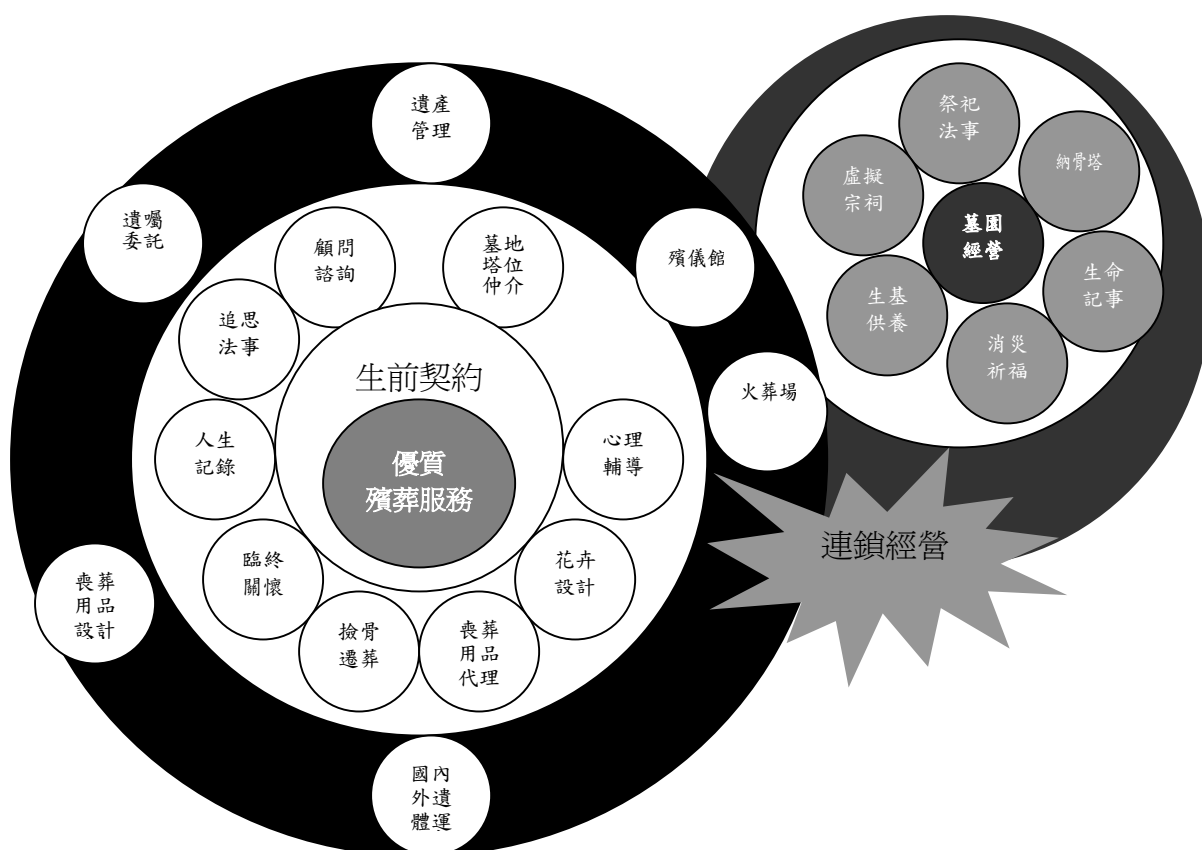 遺產
管理
遺囑
委託
顧問
諮詢
墓地
塔位
仲介
殯儀館
追思
法事
生前契約
火葬場
人生
記錄
優質
殯葬服務
心理
輔導
臨終
關懷
花卉
設計
喪葬
用品
設計
撿骨
遷葬
喪葬
用品
代理
國內
外遺
體運
祭祀
法事
納骨塔
虛擬
宗祠
墓園
經營
生基
供養
生命
記事
消災
祈福
連鎖經營